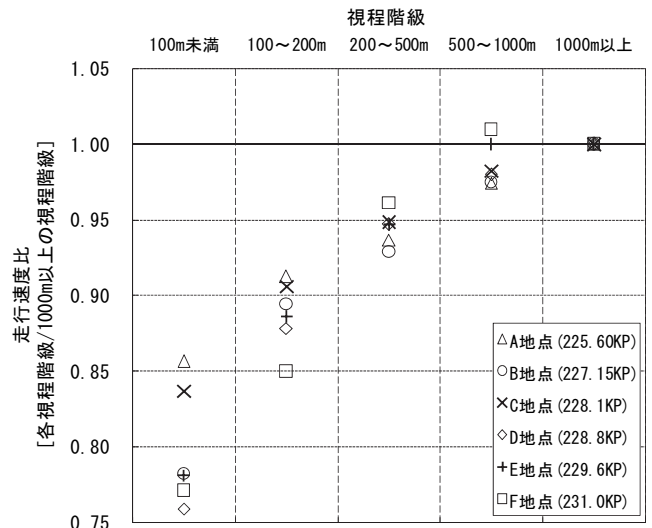 視程階級
100m未満 100～200m 200～500m 500～1000m 1000m以上
1.05
1.00
0.95
0.90
0.85
0.80
0.75
走行速度比
[各視程階級/1000m以上の視程階級]
△A地点(225.60KP)
○B地点(227.15KP)
×C地点(228.1KP)
◇D地点(228.8KP)
+E地点(229.6KP)
□F地点(231.0KP)